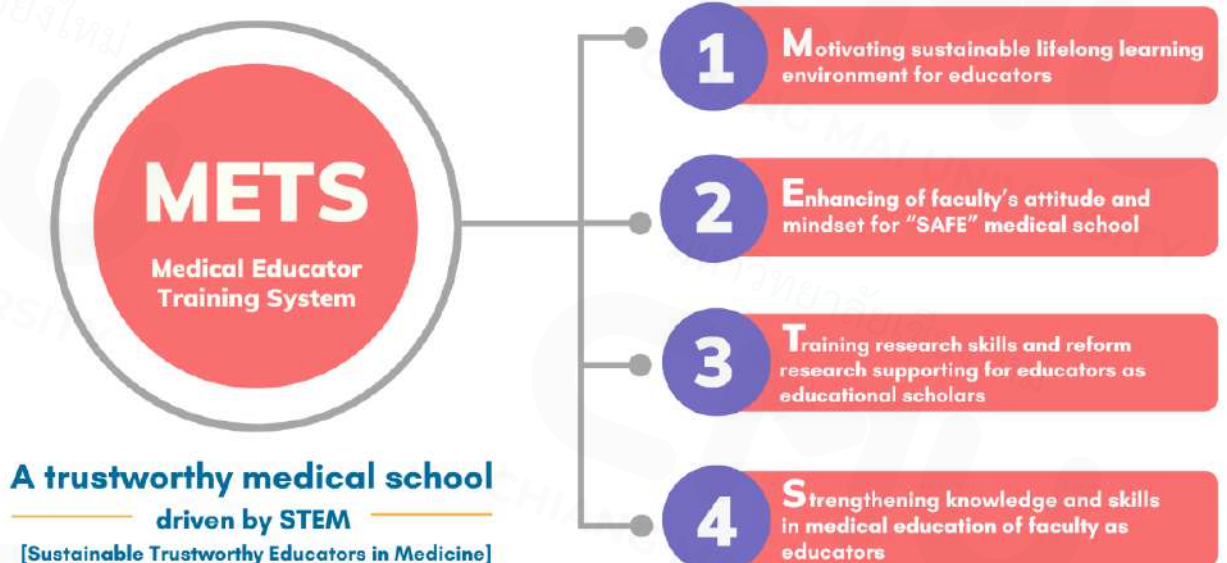 METS
Medical Educator
Training System
A trustworthy medical school
driven by STEM
[Sustainable Trustworthy Educators in Medicine]
1
Motivating sustainable lifelong learning
environment for educators
2
Enhancing of faculty's attitude and
mindset for "SAFE" medical school
3
Training research skills and reform
research supporting for educators as
educational scholars
4
Strengthening knowledge and skills
in medical education of faculty as
educators